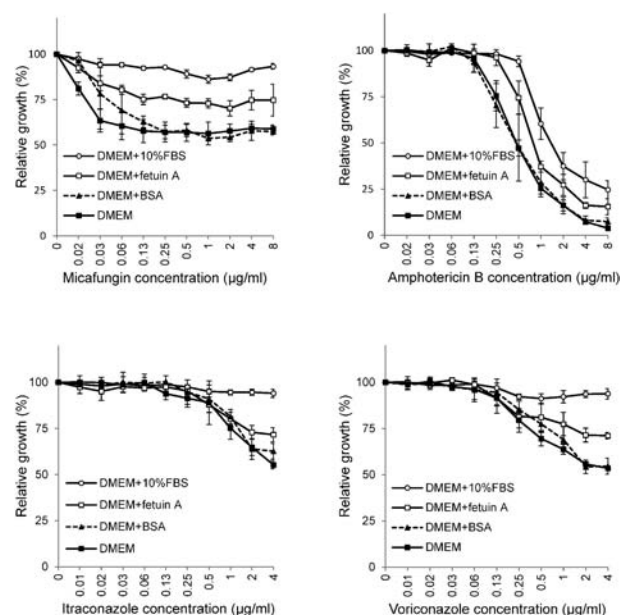 Relative growth (%)
100
75
50
25
0
DMEM+10%FBS
DMEM+fetuin A
DMEM+BSA
DMEM
0 0.02 0.03 0.06 0.13 0.25 0.5 1 2 4 8
Micafungin concentration (µg/ml)
Relative growth (%)
100
75
50
25
0
DMEM+10%FBS
DMEM+fetuin A
DMEM+BSA
DMEM
0 0.02 0.03 0.06 0.13 0.25 0.5 1 2 4 8
Amphotericin B concentration (µg/ml)
Relative growth (%)
100
75
50
25
0
DMEM+10%FBS
DMEM+fetuin A
DMEM+BSA
DMEM
0 0.01 0.02 0.03 0.06 0.13 0.25 0.5 1 2 4
Itraconazole concentration (µg/ml)
Relative growth (%)
100
75
50
25
0
DMEM+10%FBS
DMEM+fetuin A
DMEM+BSA
DMEM
0 0.01 0.02 0.03 0.06 0.13 0.25 0.5 1 2 4
Voriconazole concentration (µg/ml)